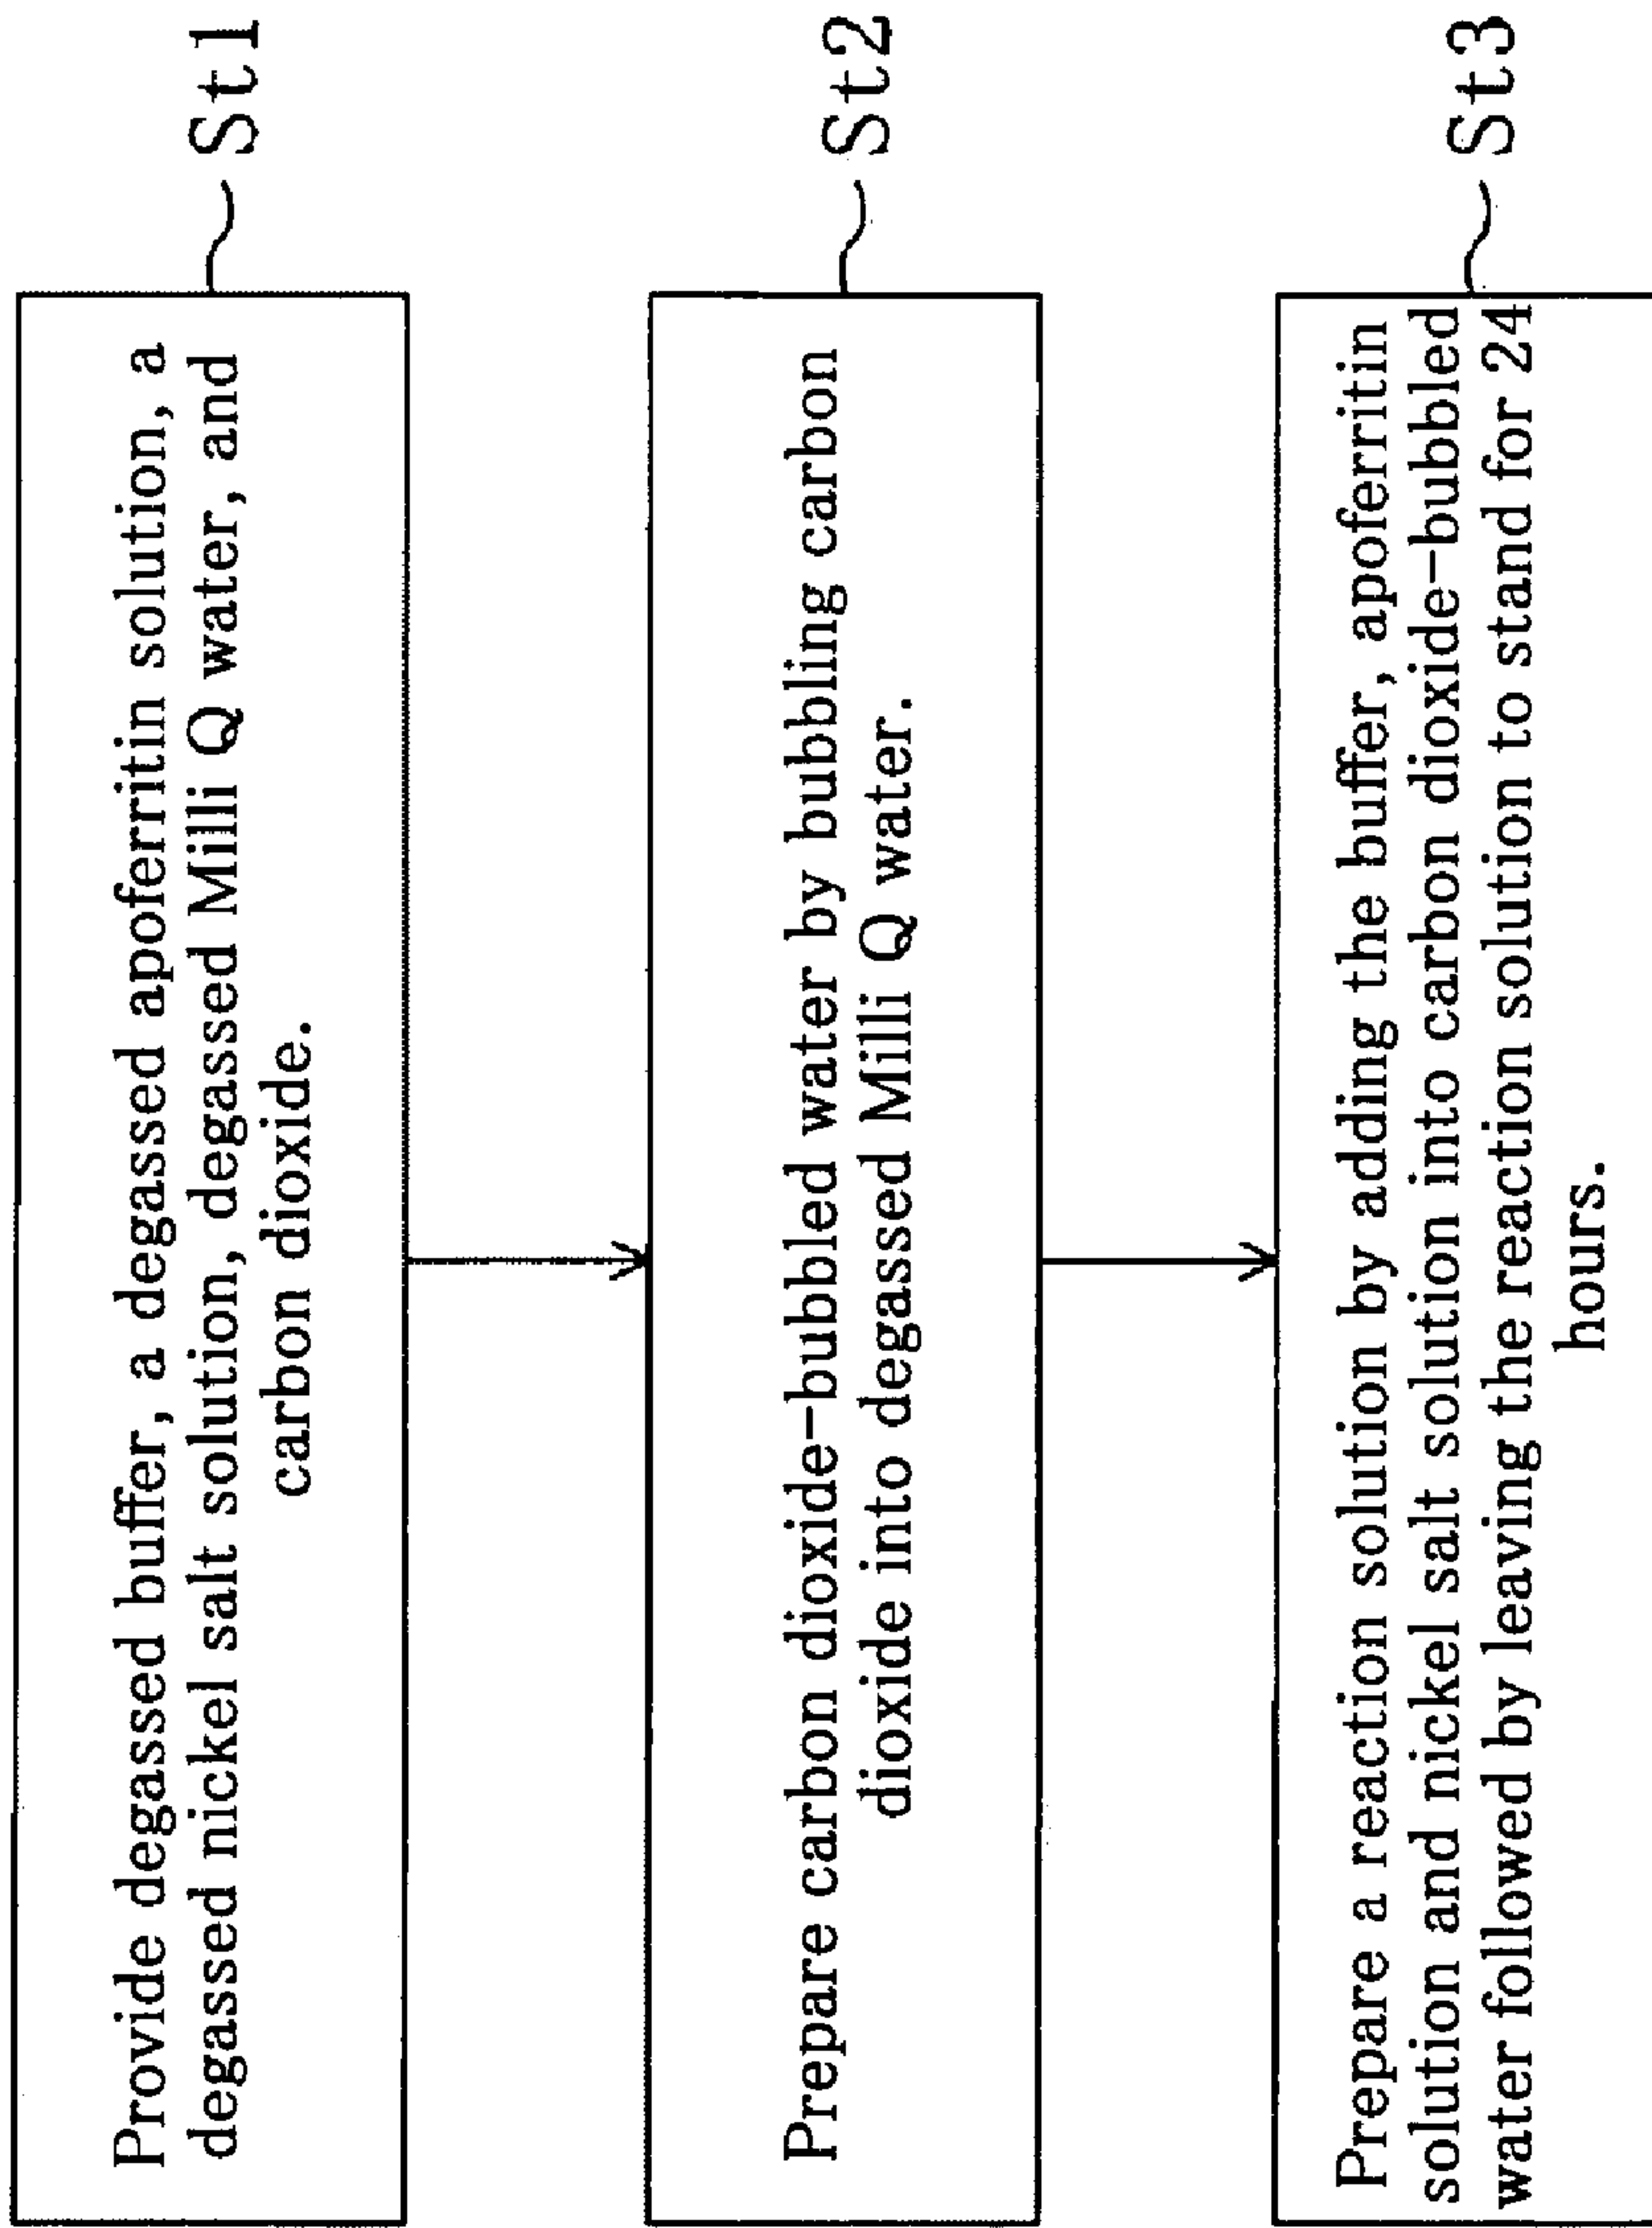 Provide degassed buffer, a degassed apoferritin solution, a
degassed nickel salt solution, degassed Milli Q water, and
carbon dioxide.
St1
Prepare carbon dioxide-bubbled water by bubbling carbon
dioxide into degassed Milli Q water.
St2
Prepare a reaction solution by adding the buffer, apoferritin
solution and nickel salt solution into carbon dioxide-bubbled
water followed by leaving the reaction solution to stand for 24
hours.
St3